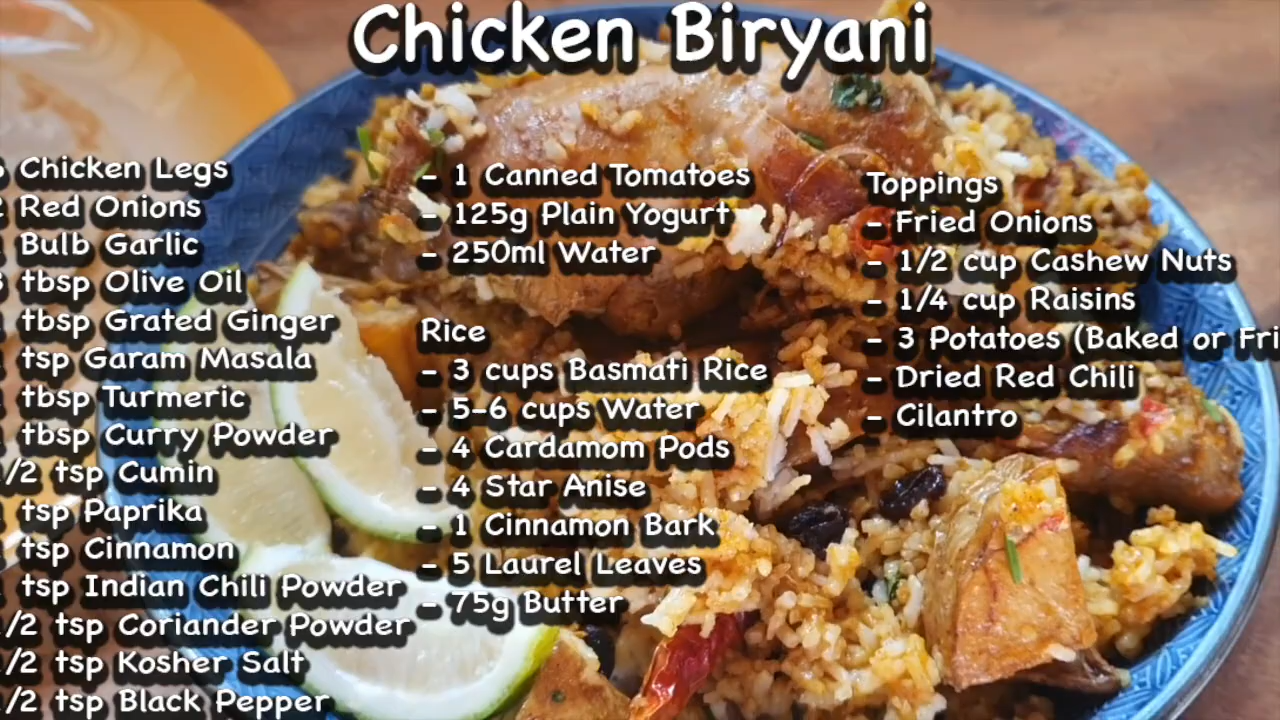 Chicken Biryani
Chicken Legs
Red Onions
Bulb Garlic
tbsp Olive Oil
tbsp Grated Ginger
tsp Garam Masala
tbsp Turmeric
tbsp Curry Powder
/2 tsp Cumin
tsp Paprika
tsp Cinnamon
tsp Indian Chili Powder
/2 tsp Coriander Powder
/2 tsp Kosher Salt
/2 tsp Black Pepper
- 1 Canned Tomatoes
- 125g Plain Yogurt
- 250ml Water
Rice
- 3 cups Basmati Rice
- 5-6 cups Water
- 4 Cardamom Pods
- 4 Star Anise
- 1 Cinnamon Bark
- 5 Laurel Leaves
- 75g Butter
Toppings
- Fried Onions
- 1/2 cup Cashew Nuts
- 1/4 cup Raisins
- 3 Potatoes (Baked or Fri
- Dried Red Chili
- Cilantro